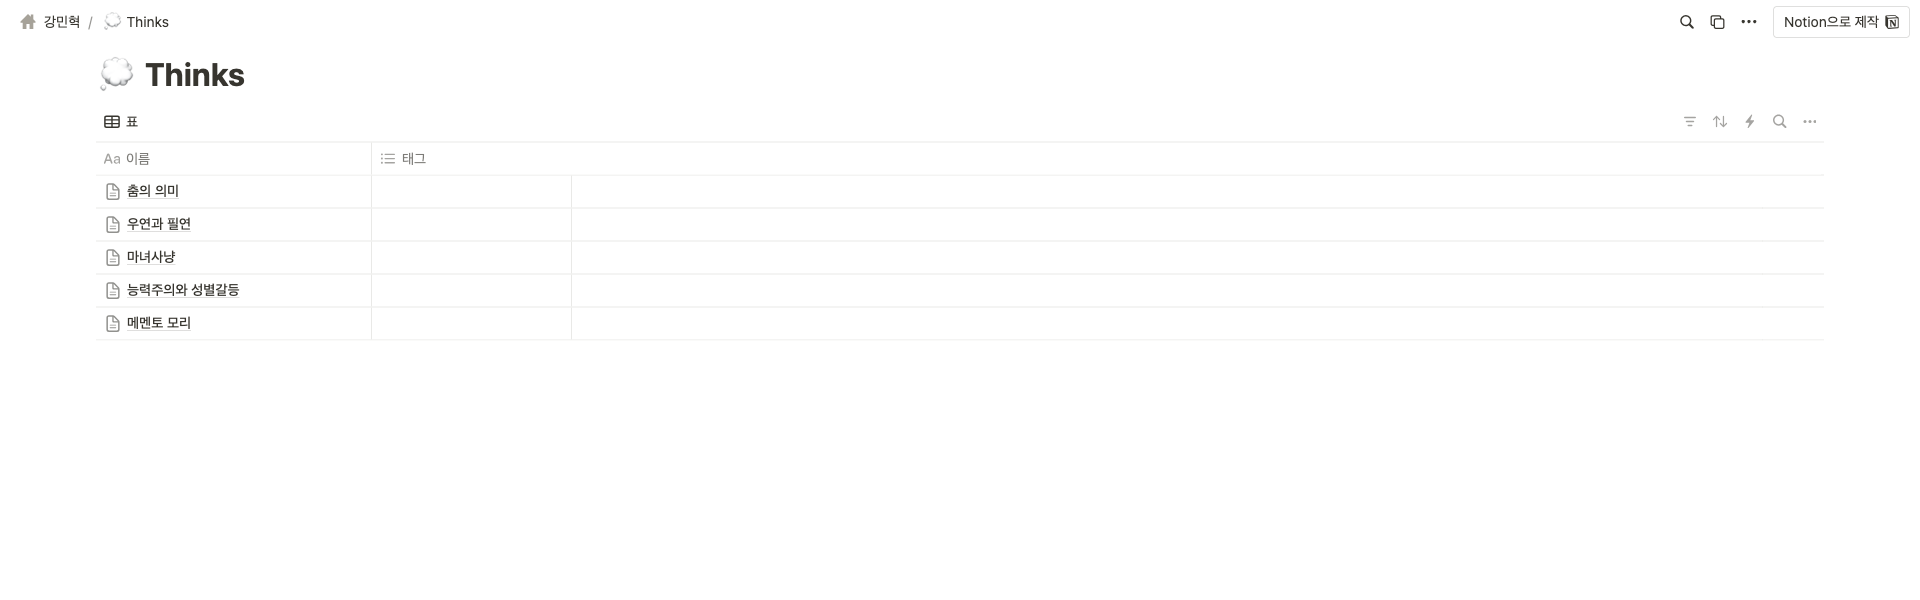 강민혁 / Thinks
Notion으로 제작
Thinks
표
Aa 이름 태그
춤의 의미
우연과 필연
마녀사냥
능력주의와 성별갈등
메멘토 모리